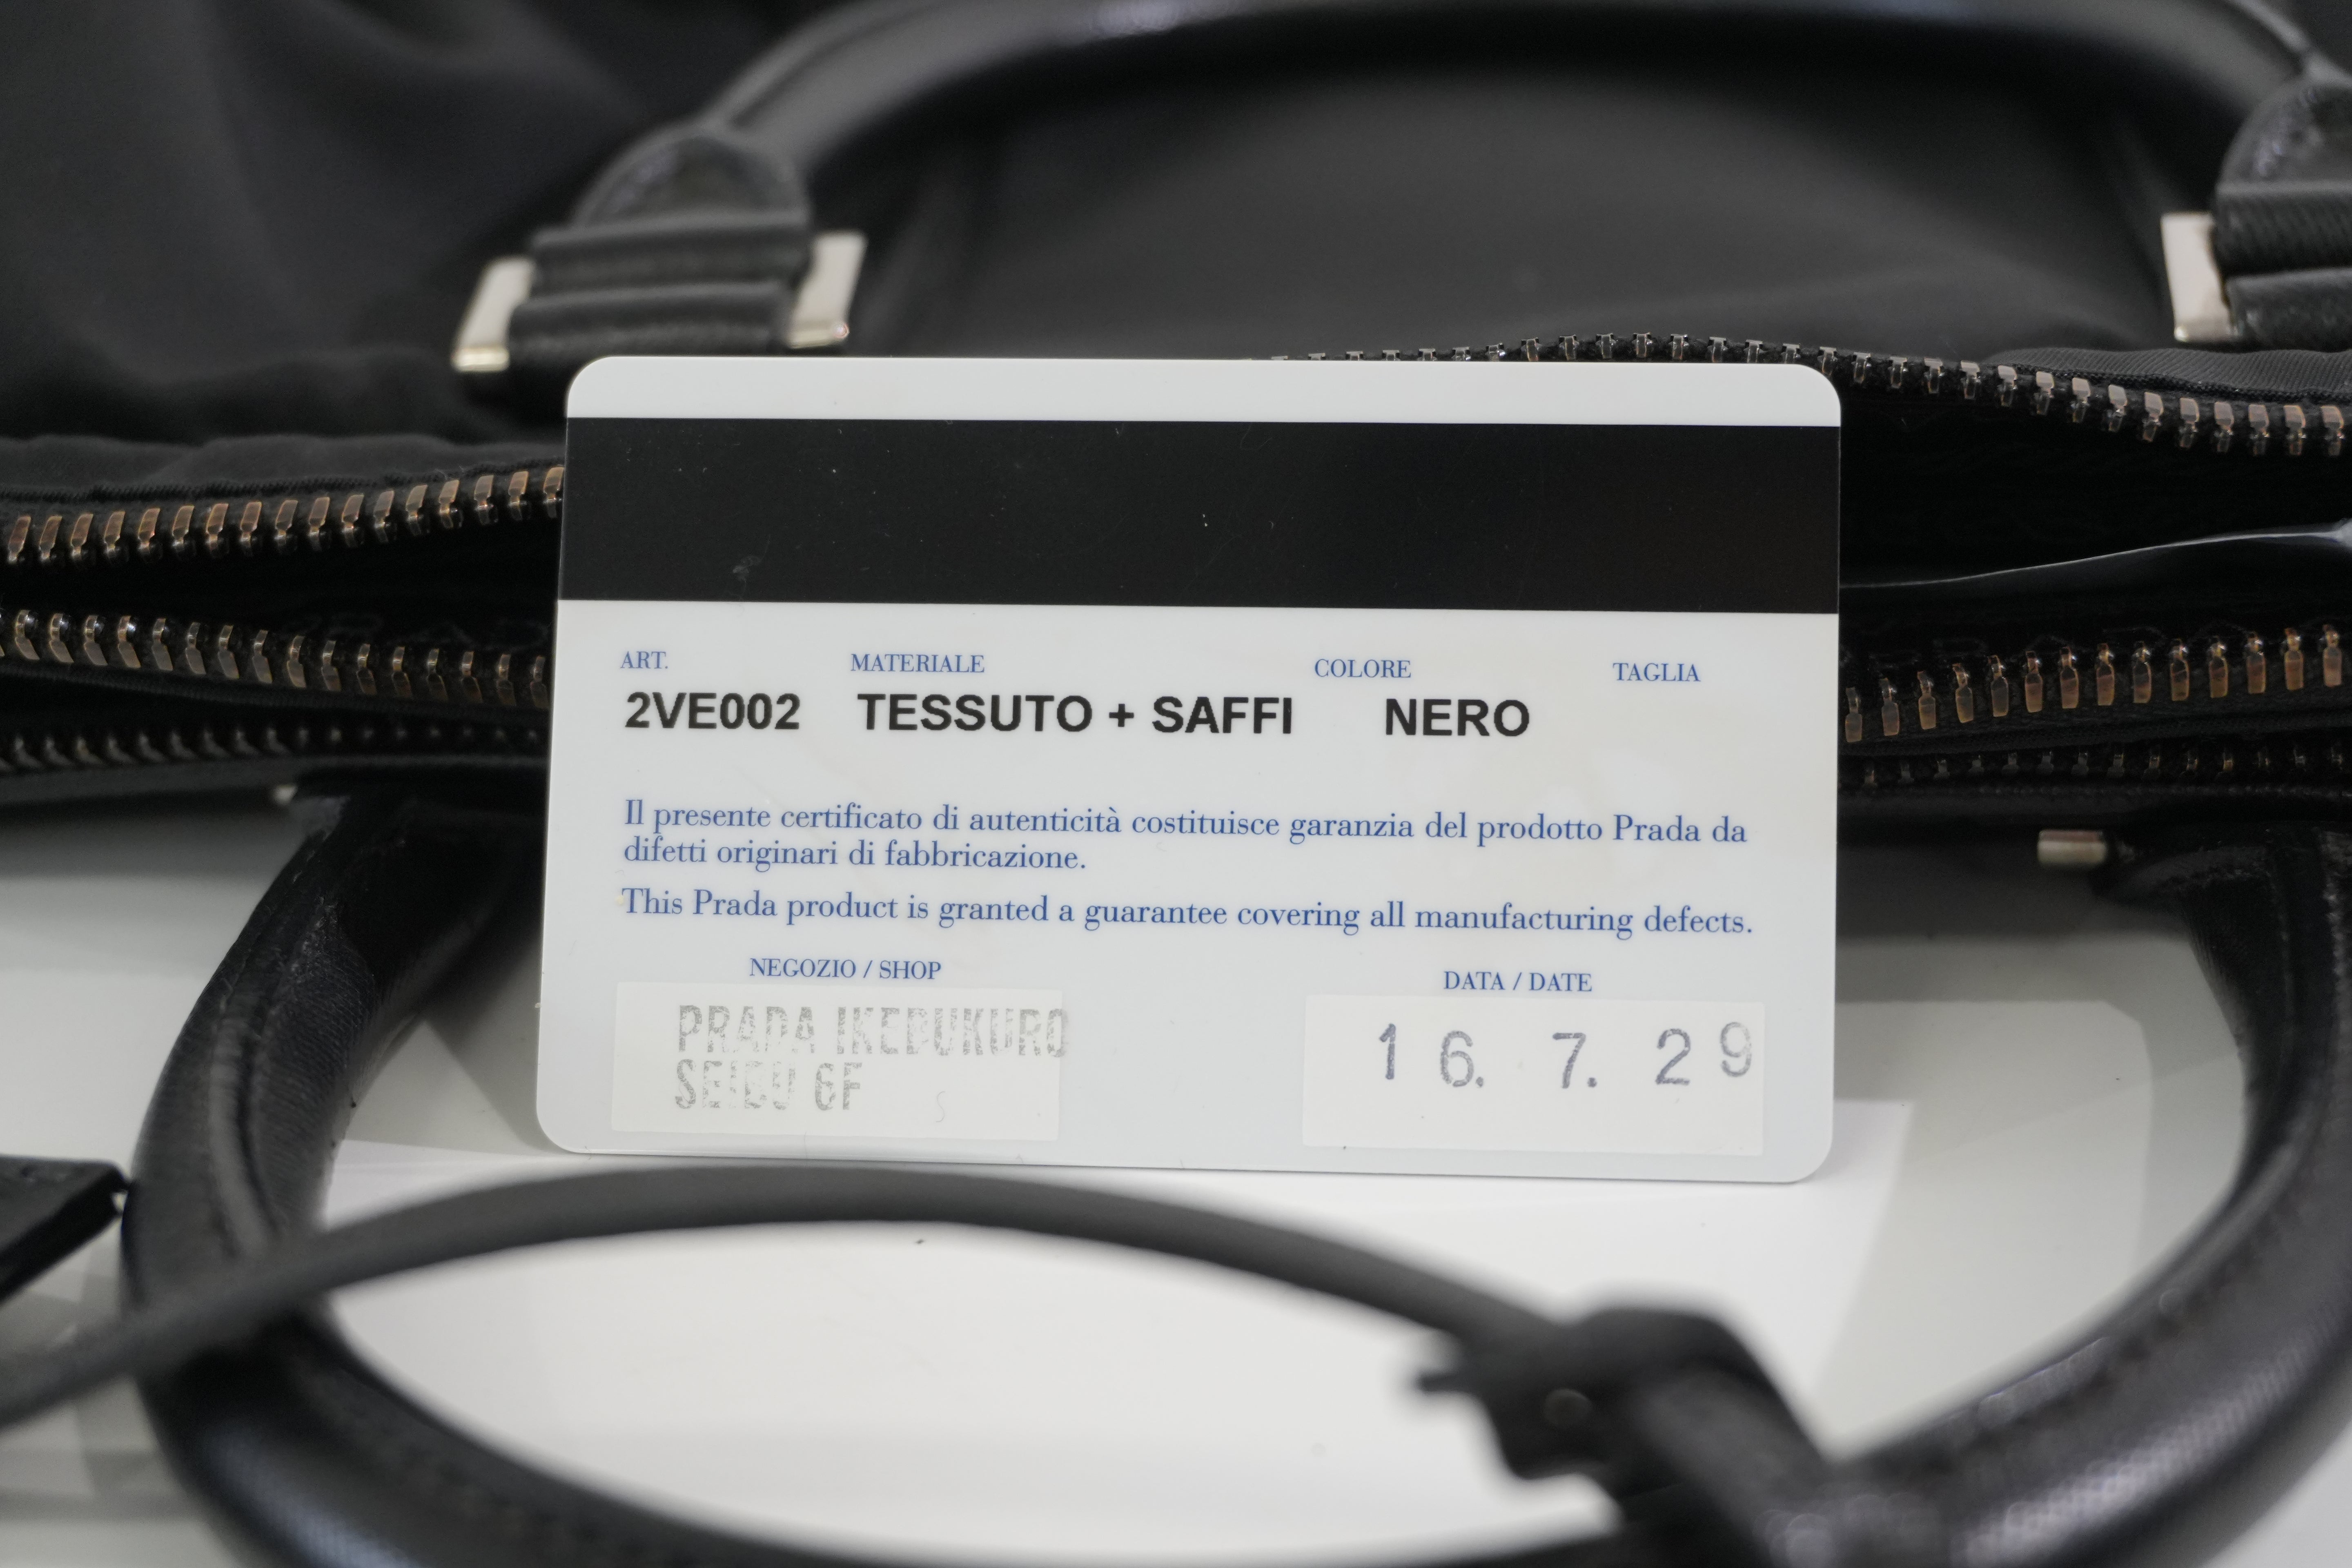 ART. MATERIALE COLORE TAGLIA
2VE002 TESSUTO + SAFFI NERO
Il presente certificato di autenticità costituisce garanzia del prodotto Prada da
difetti originari di fabbricazione.
This Prada product is granted a guarantee covering all manufacturing defects.
NEGOZIO / SHOP DATA / DATE
PRADA IKEBUKURO 16. 7. 29
SEIBU 6F